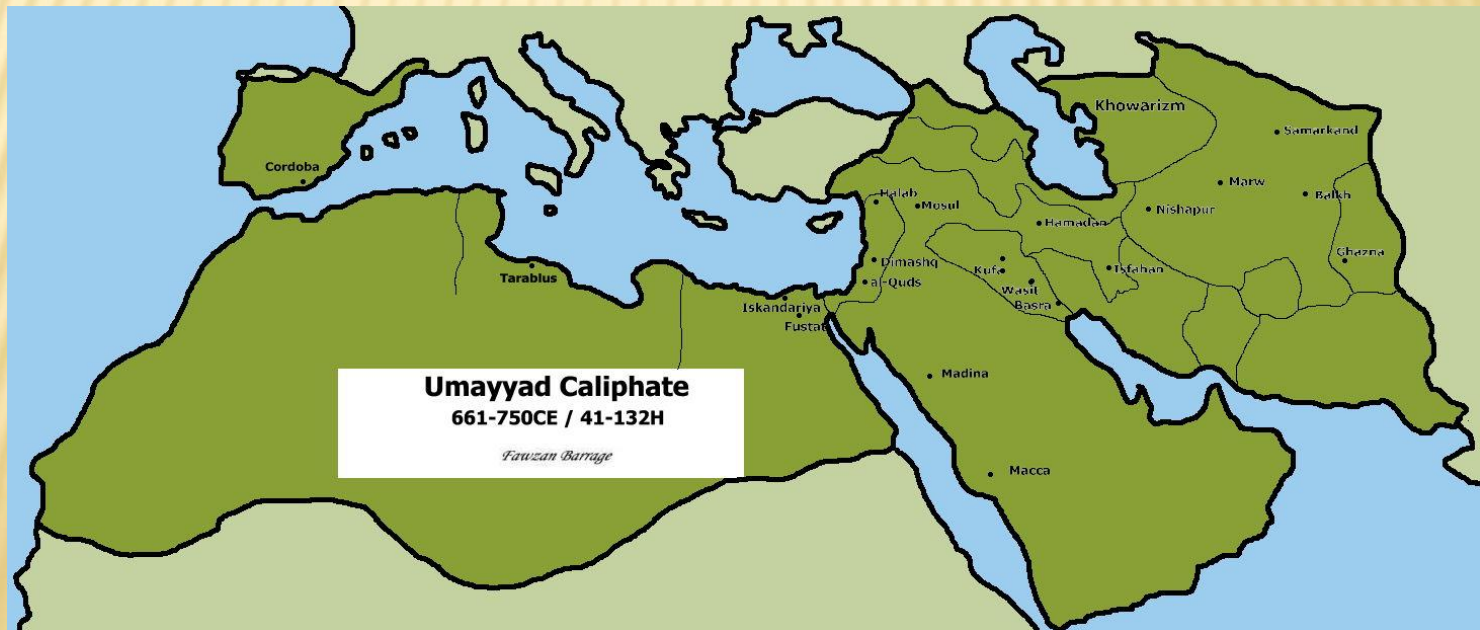 Khowarizm
Samarkand
Cordoba
Marw
Balkh
Halab
Mosul
Nishapur
Hamadan
Ghazna
Dimashq
Kufa
Isfahan
Tarablus
al-Quds
Wasit
Iskandariya
Basra
Fustat
Madina
Umayyad Caliphate
661-750CE / 41-132H
Fawzan Barrage
Macca